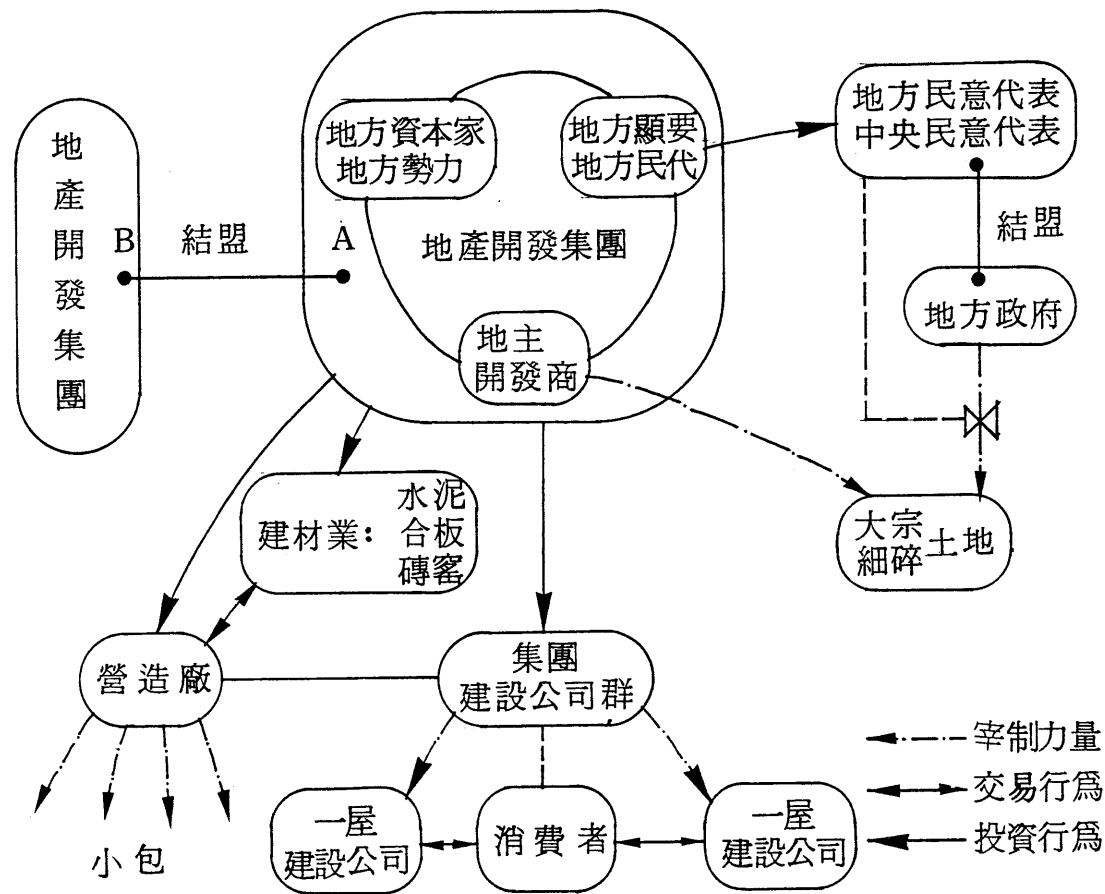 地產開發集團
B
結盟
A
地方資本家
地方勢力
地方顯要
地方民代
地產開發集團
地主
開發商
地方民意代表
中央民意代表
結盟
地方政府
大宗
細碎
土地
建材業：
水泥
合板
磚窰
營造廠
集團
建設公司群
小包
一屋
建設公司
消費者
一屋
建設公司
宰制力量
交易行爲
投資行爲